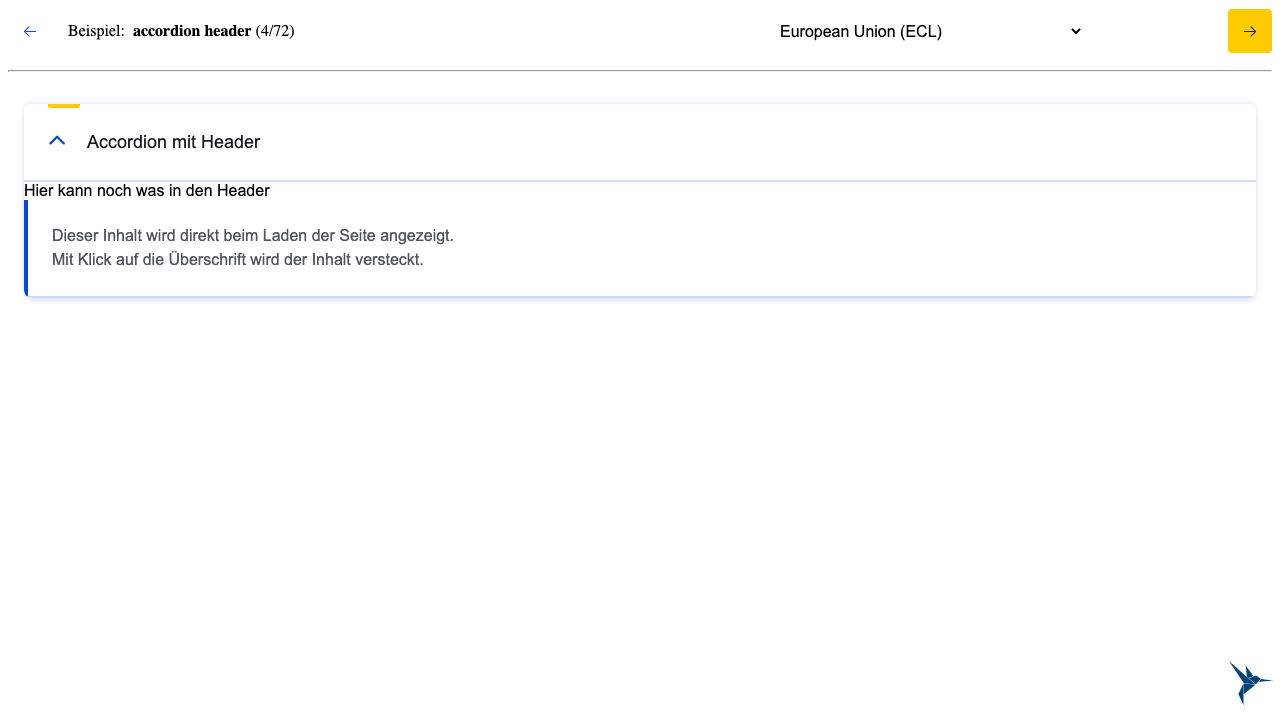 Beispiel: accordion header (4/72)
European Union (ECL)
Accordion mit Header
Hier kann noch was in den Header
Dieser Inhalt wird direkt beim Laden der Seite angezeigt.
Mit Klick auf die Überschrift wird der Inhalt versteckt.